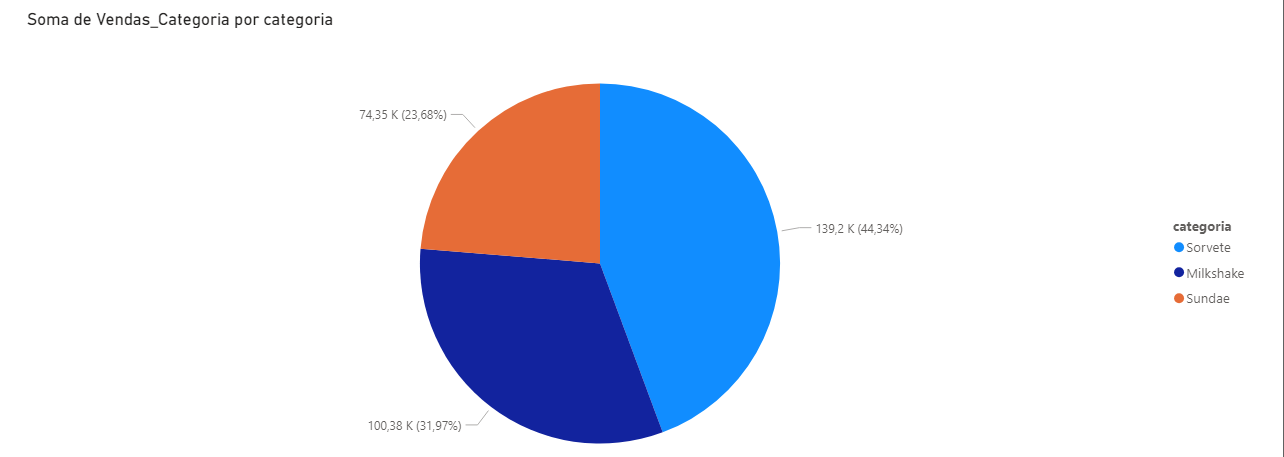 Soma de Vendas_Categoria por categoria
74,35 K (23,68%)
139,2 K (44,34%)
100,38 K (31,97%)
categoria
Sorvete
Milkshake
Sundae